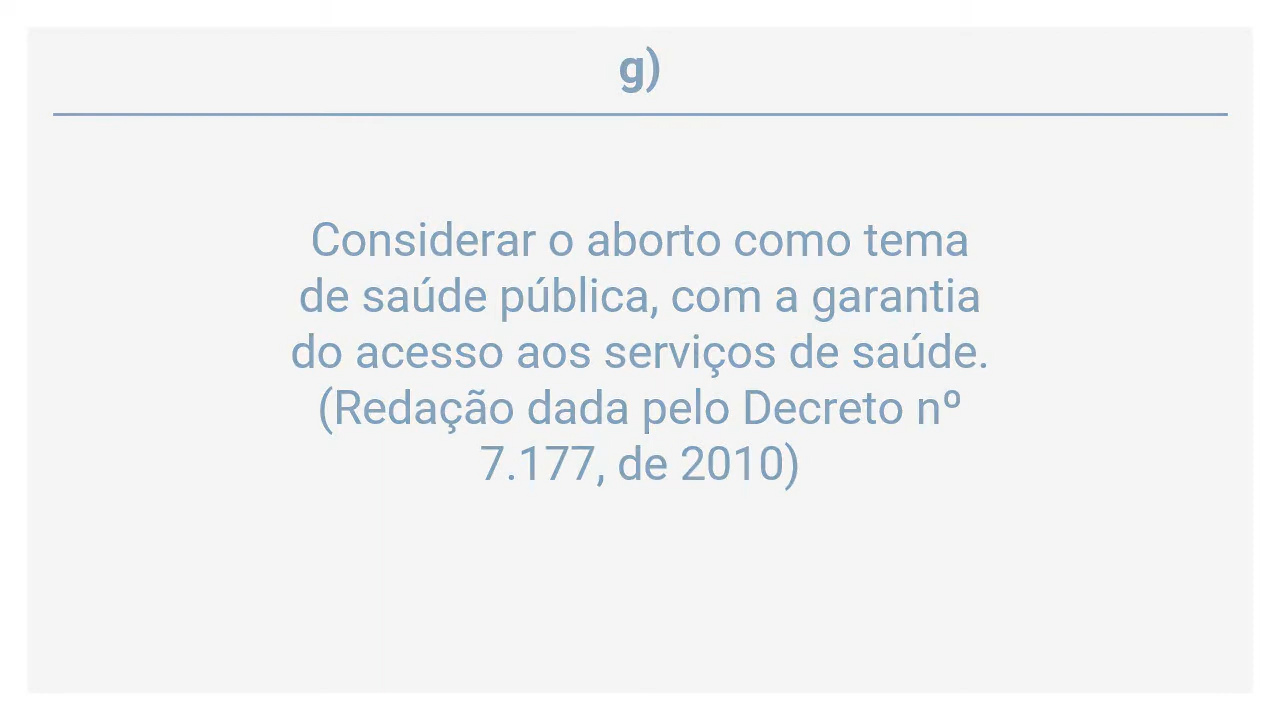 g)
Considerar o aborto como tema
de saúde pública, com a garantia
do acesso aos serviços de saúde.
(Redação dada pelo Decreto nº
7.177, de 2010)